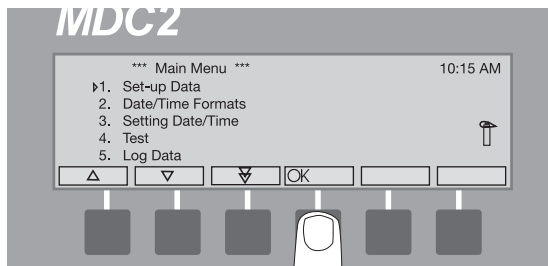 MDC2
*** Main Menu *** 10:15 AM
1. Set-up Data
2. Date/Time Formats
3. Setting Date/Time
4. Test
5. Log Data
OK